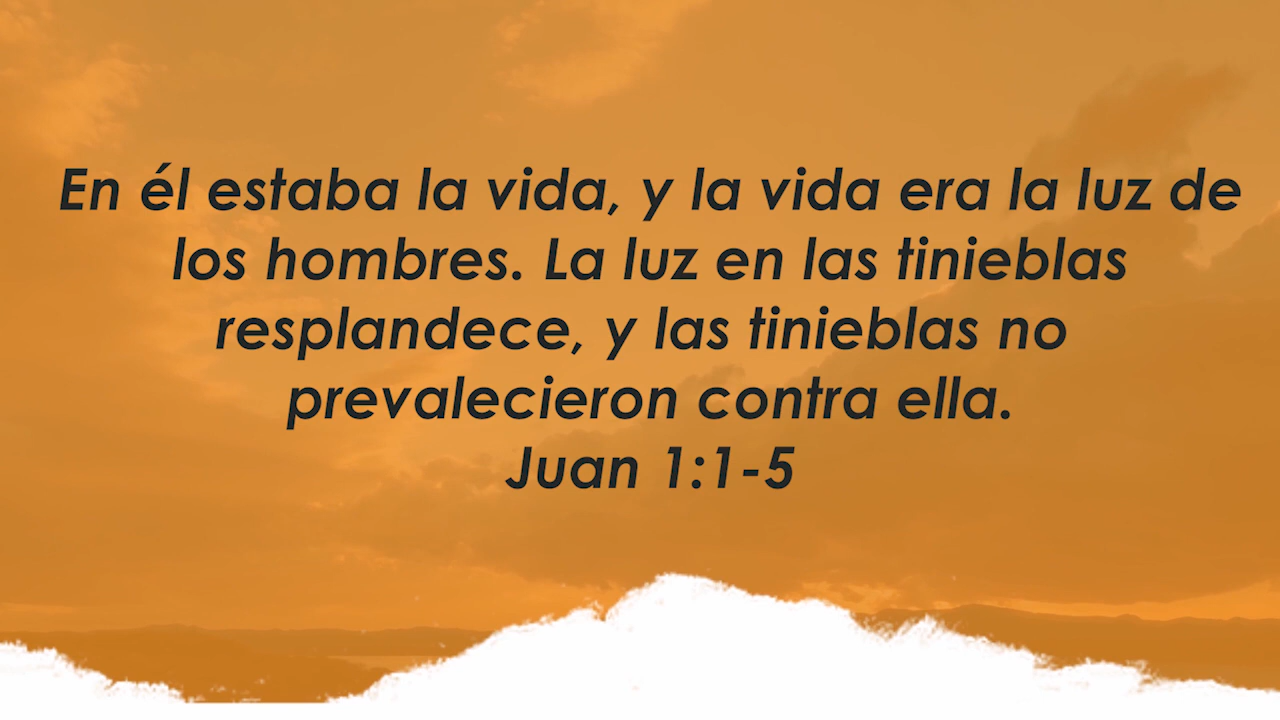 En él estaba la vida, y la vida era la luz de
los hombres. La luz en las tinieblas
resplandece, y las tinieblas no
prevalecieron contra ella.
Juan 1:1-5